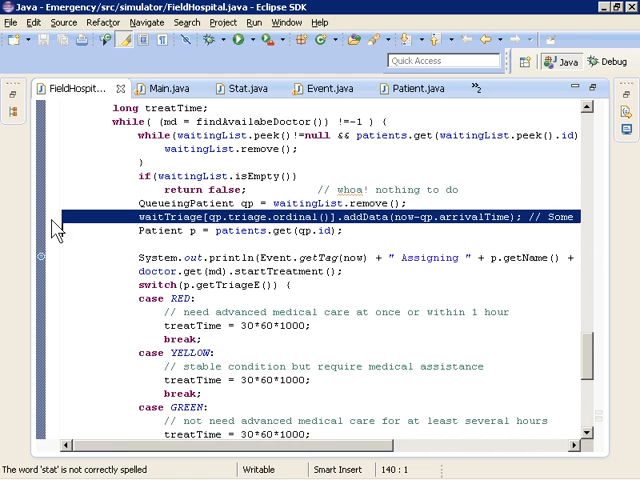 Java - Emergency/src/simulator/FieldHospital.java - Eclipse SDK
File Edit Source Refactor Navigate Search Project Run Window Help
Quick Access
Java
Debug
FieldHospit...
Main.java
Stat.java
Event.java
Patient.java
»2
long treatTime;
while( (md = findAvailabeDoctor()) !=-1 ) {
while(waitingList.peek()!=null && patients.get(waitingList.peek().id)
waitingList.remove();
}
if(waitingList.isEmpty())
return false; // whoa! nothing to do
QueueingPatient qp = waitingList.remove();
waitTriage[qp.triage.ordinal()].addData(now-qp.arrivalTime); // Some
Patient p = patients.get(qp.id);
System.out.println(Event.getTag(now) + " Assigning " + p.getName() +
doctor.get(md).startTreatment();
switch(p.getTriageE()) {
case RED:
// need advanced medical care at once or within 1 hour
treatTime = 30*60*1000;
break;
case YELLOW:
// stable condition but require medical assistance
treatTime = 30*60*1000;
break;
case GREEN:
// not need advanced medical care for at least several hours
treatTime = 30*60*1000;
The word 'stat' is not correctly spelled
Writable
Smart Insert
140 : 1